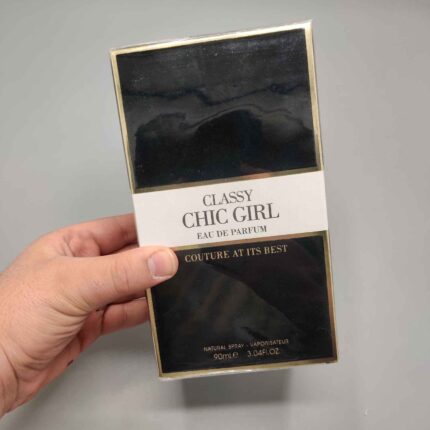 CLASSY
CHIC GIRL
EAU DE PARFUM
COUTURE AT ITS BEST
NATURAL SPRAY - VAPORISATEUR
90ml℮ 3.04FL.OZ.